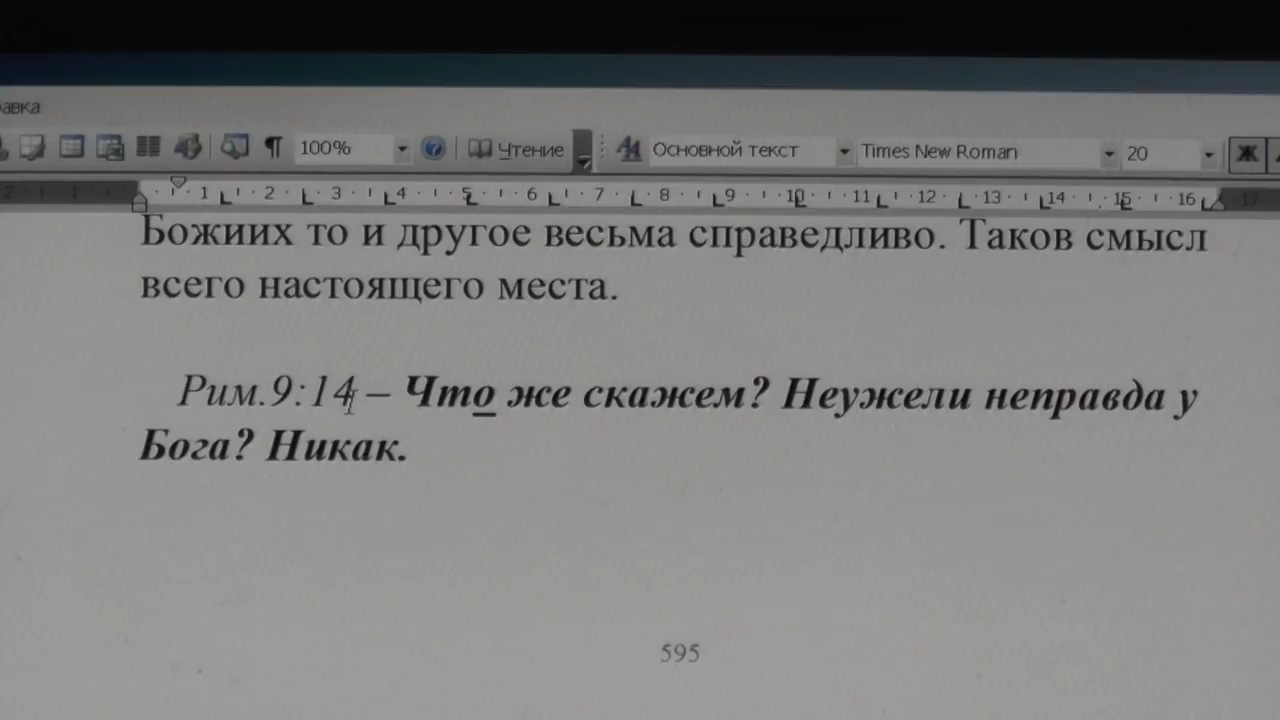 авка
100% Чтение Основной текст Times New Roman 20 Ж
2 1 1 2 3 4 5 6 7 8 9 10 11 12 13 14 15 16 17
Божиих то и другое весьма справедливо. Таков смысл
всего настоящего места.
Рим.9:14 – Что же скажем? Неужели неправда у
Бога? Никак.
595